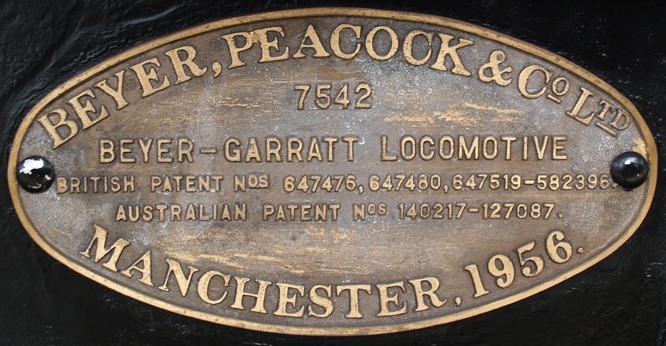 BEYER, PEACOCK & Co LTD
7542
BEYER-GARRATT LOCOMOTIVE
BRITISH PATENT Nos 647476, 647480, 647519-582396.
AUSTRALIAN PATENT Nos 140217-127087.
MANCHESTER, 1956.